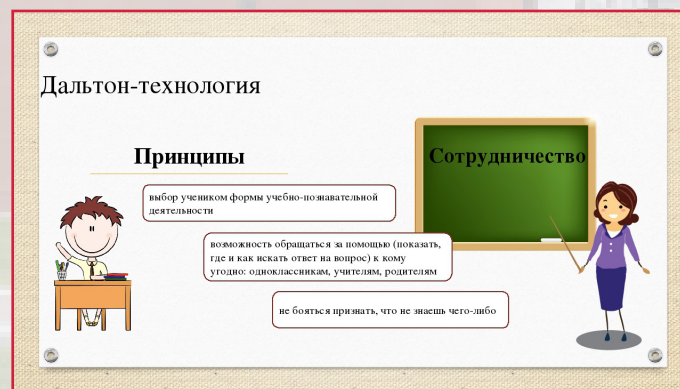 Дальтон-технология
Принципы
Сотрудничество
выбор учеником формы учебно-познавательной
деятельности
возможность обращаться за помощью (показать,
где и как искать ответ на вопрос) к кому
угодно: одноклассникам, учителям, родителям
не бояться признать, что не знаешь чего-либо